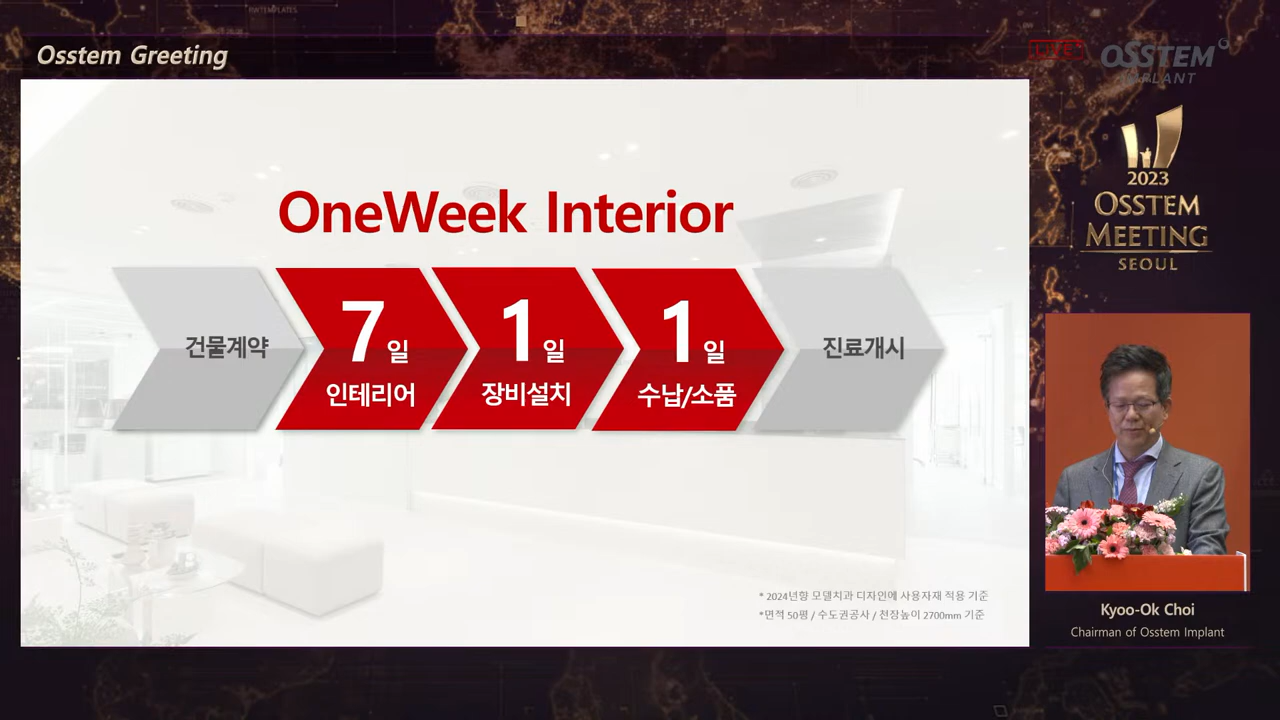 Osstem Greeting
LIVE
OSSTEM
IMPLANT
OneWeek Interior
건물계약
7일
인테리어
1일
장비설치
1일
수납/소품
진료개시
* 2024년향 모델치과 디자인에 사용자재 적용 기준
*면적 50평 / 수도권공사 / 천장높이 2700mm 기준
2023
OSSTEM
MEETING
SEOUL
Kyoo-Ok Choi
Chairman of Osstem Implant